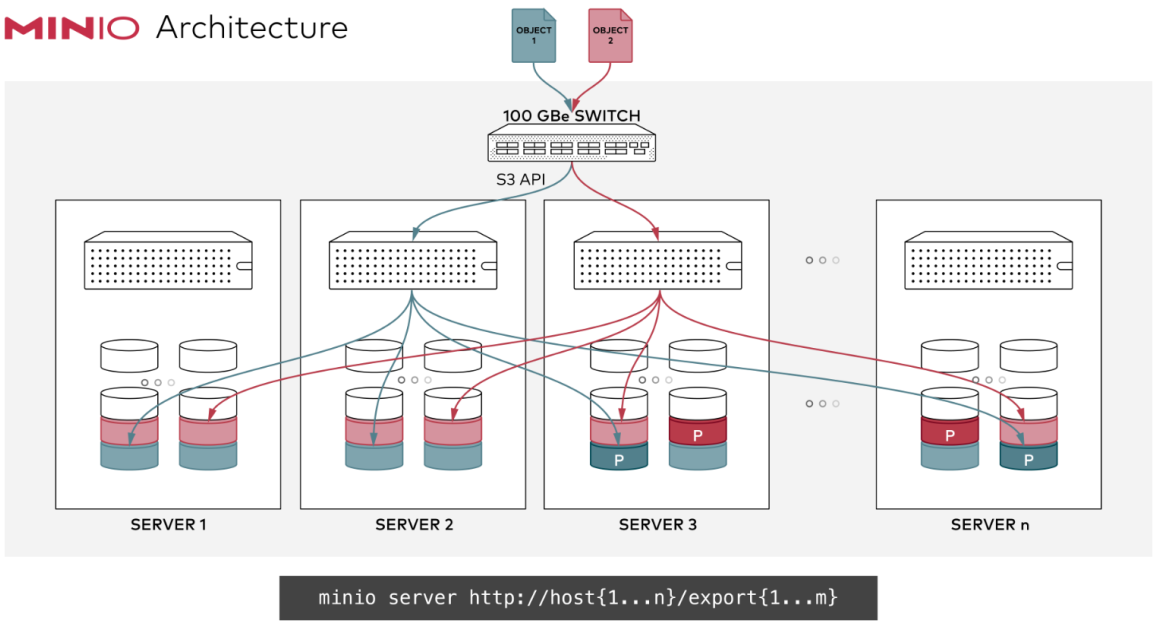 MINIO Architecture
OBJECT
1
OBJECT
2
100 GBe SWITCH
S3 API
P
P
P
P
SERVER 1
SERVER 2
SERVER 3
SERVER n
minio server http://host{1...n}/export{1...m}